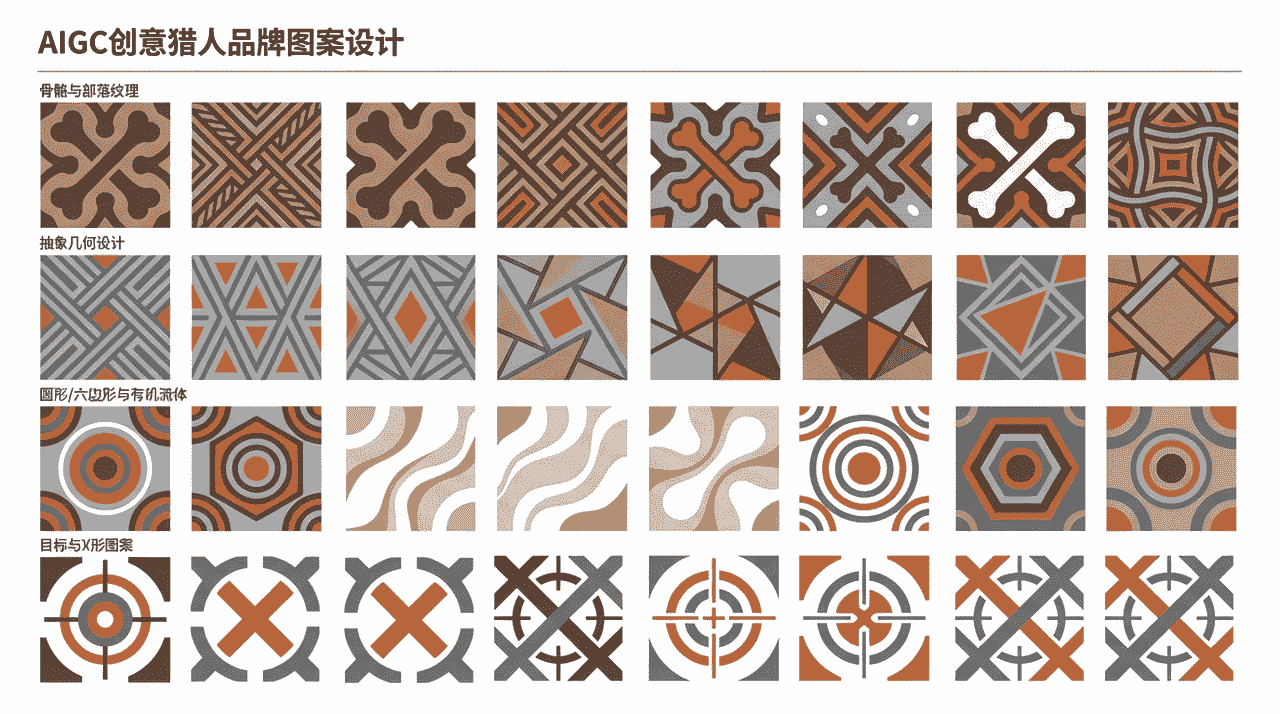 AIGC创意猎人品牌图案设计
骨骼与部落纹理
抽象几何设计
圆形/六边形与有机流体
目标与X形图案